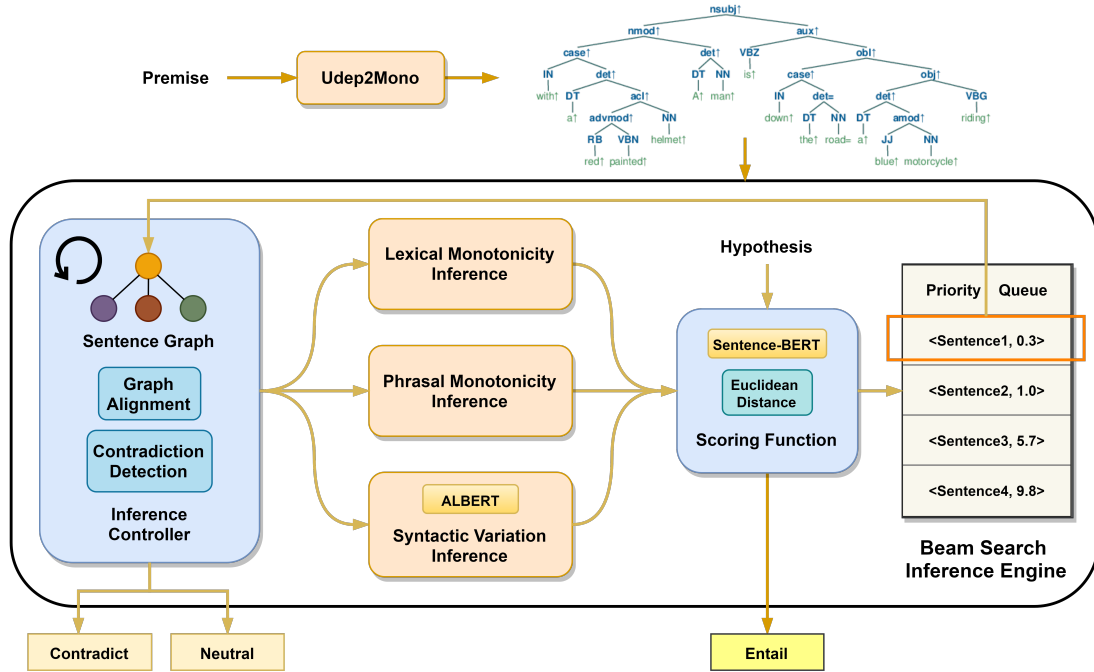 nsubj↑
nmod↑ aux↑
case↑ det↑ VBZ obl↑
IN det↑ DT NN is↑ case↑ obj↑
with↑ DT acl↑ A↑ man↑ IN det= det↑ VBG
a↑ advmod↑ NN down↑ DT NN DT amod↑ riding↑
RB VBN helmet↑ the↑ road= a↑ JJ NN
red↑ painted↑ blue↑ motorcycle↑
Premise
Udep2Mono
Sentence Graph
Graph
Alignment
Contradiction
Detection
Inference
Controller
Lexical Monotonicity
Inference
Phrasal Monotonicity
Inference
ALBERT
Syntactic Variation
Inference
Hypothesis
Sentence-BERT
Euclidean
Distance
Scoring Function
Priority Queue
<Sentence1, 0.3>
<Sentence2, 1.0>
<Sentence3, 5.7>
<Sentence4, 9.8>
Beam Search
Inference Engine
Contradict
Neutral
Entail